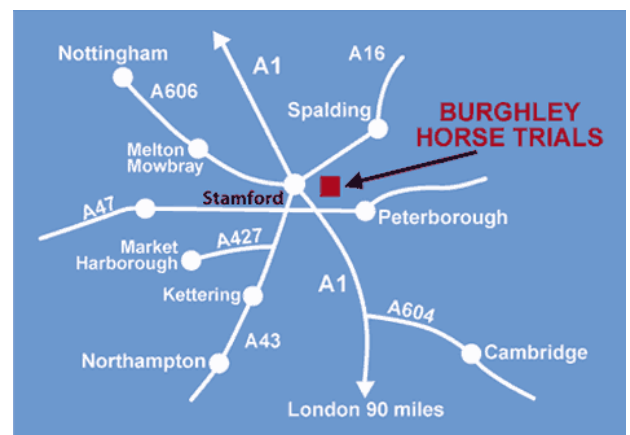 Nottingham
A1
A16
A606
Spalding
BURGHLEY
HORSE TRIALS
Melton
Mowbray
Stamford
A47
Peterborough
A427
Market
Harborough
A1
Kettering
A604
A43
Northampton
Cambridge
London 90 miles